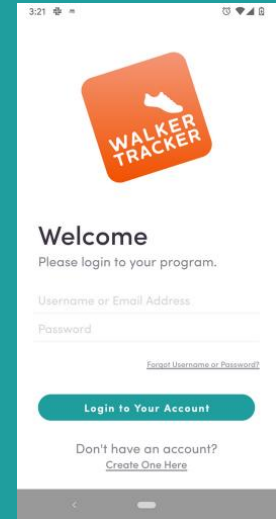 3:21
WALKER
TRACKER
Welcome
Please login to your program.
Username or Email Address
Password
Forgot Username or Password?
Login to Your Account
Don't have an account?
Create One Here